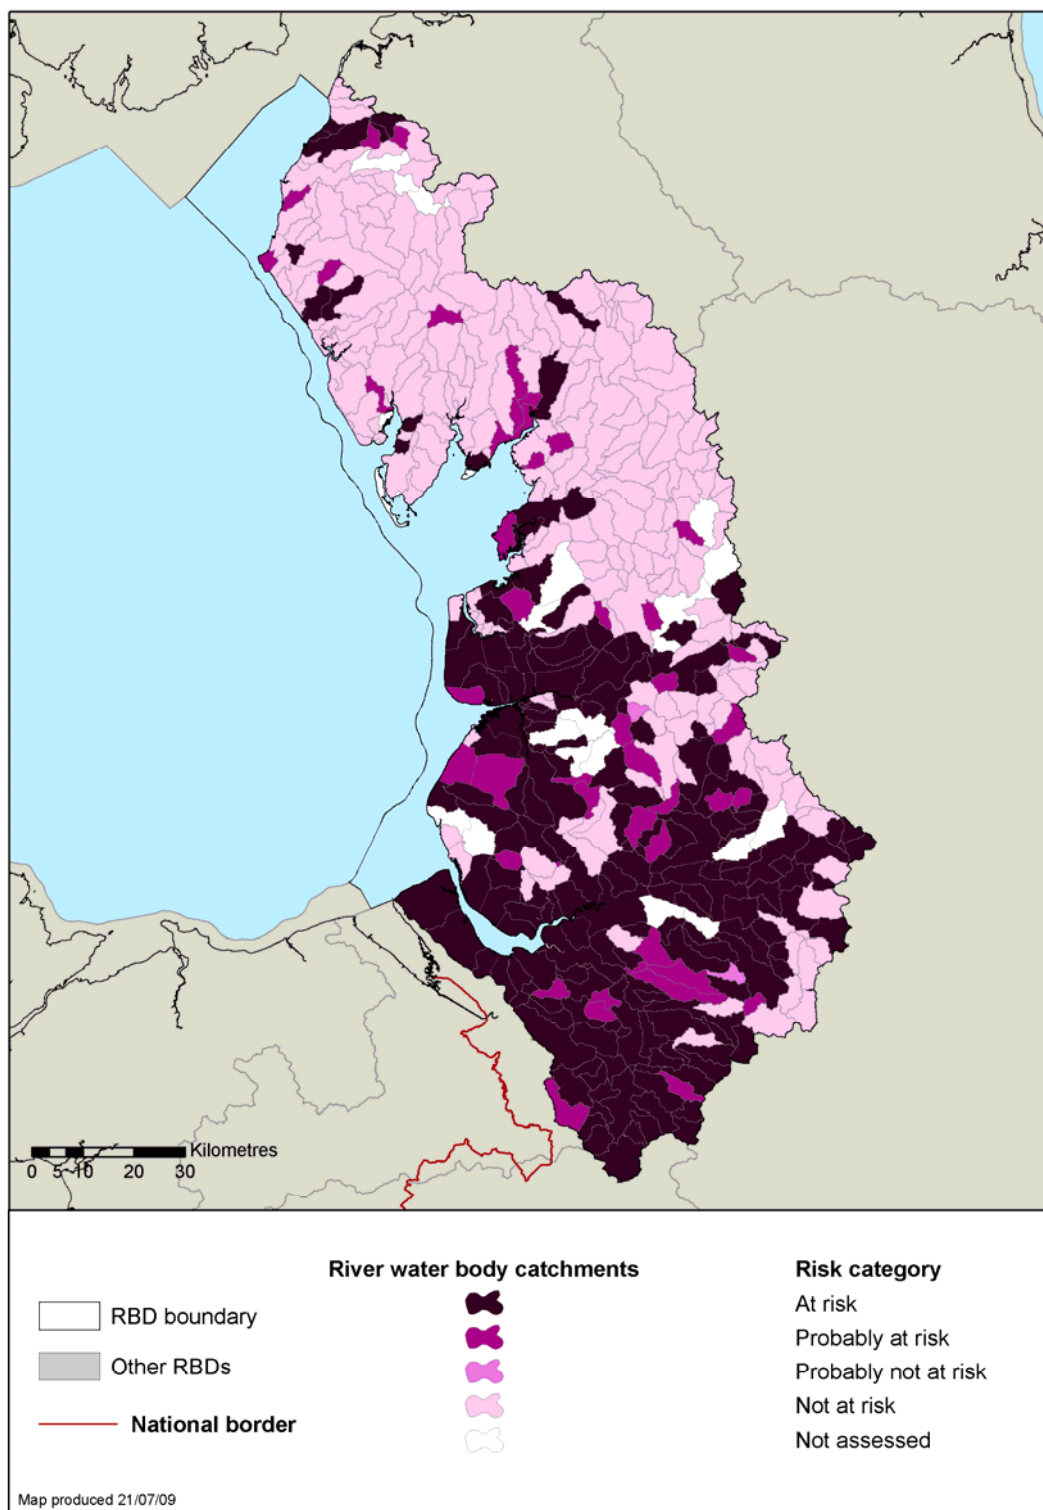 Kilometres
0 5 10 20 30
River water body catchments
Risk category
RBD boundary
Other RBDs
National border
At risk
Probably at risk
Probably not at risk
Not at risk
Not assessed
Map produced 21/07/09